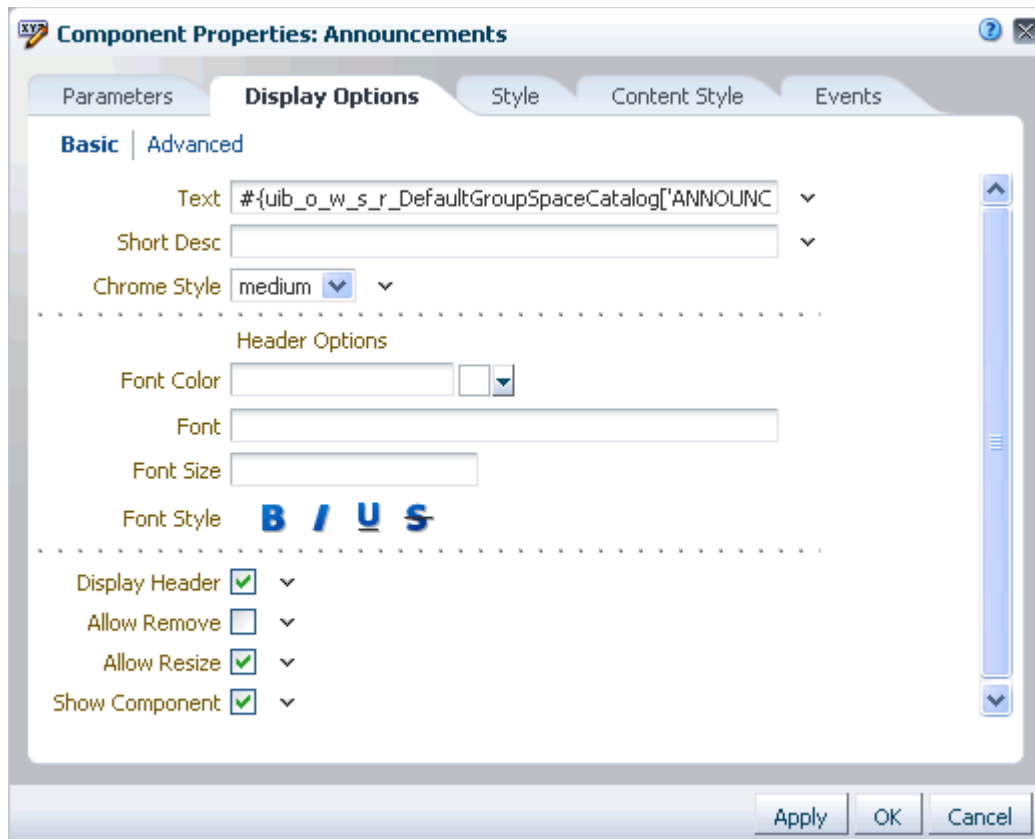 Component Properties: Announcements
Parameters Display Options Style Content Style Events
Basic Advanced
Text #{uib_o_w_s_r_DefaultGroupSpaceCatalog['ANNOUNC
Short Desc
Chrome Style medium
Header Options
Font Color
Font
Font Size
Font Style B I U S
Display Header
Allow Remove
Allow Resize
Show Component
Apply OK Cancel